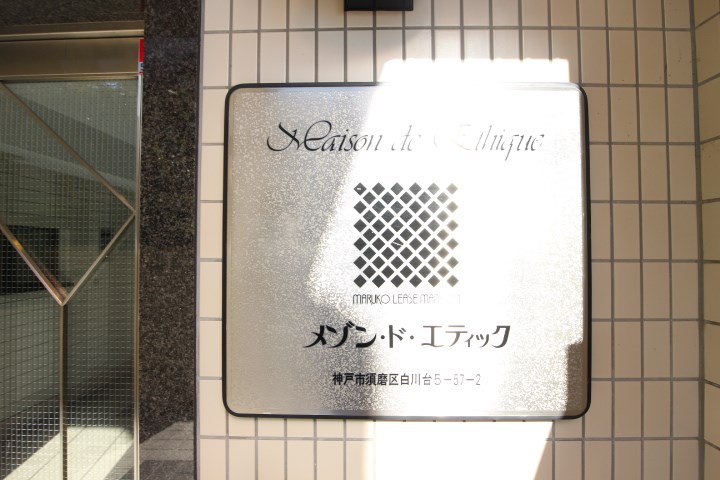 Maison de Ethique
MARUKO LEASE
メゾン・ド・エティック
神戸市須磨区白川台5-57-2